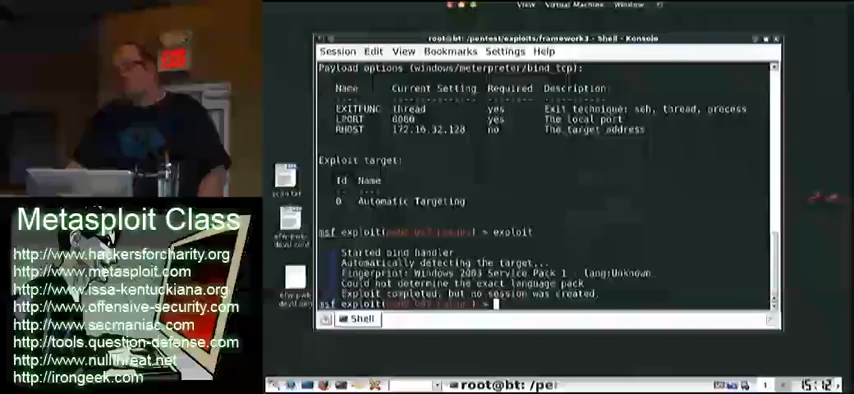 View Virtual Machine Window
root@bt: /pentest/exploits/framework3 - Shell - Konsole
Session Edit View Bookmarks Settings Help
Payload options (windows/meterpreter/bind_tcp):
Name Current Setting Required Description
EXITFUNC thread yes Exit technique: seh, thread, process
LPORT yes The local port
RHOST 172.16.32.128 no The target address
Exploit target:
Id Name
0 Automatic Targeting
msf exploit( ) > exploit
Started bind handler
Automatically detecting the target...
Fingerprint: Windows 2003 Service Pack 1 lang:Unknown
Could not determine the exact language pack
Exploit completed, but no session was created.
msf exploit( ) >
Shell
root@bt: /pe
1
15:12
EXIT
Metasploit Class
http://www.hackersforcharity.org
http://www.metasploit.com
http://www.issa-kentuckiana.org
http://www.offensive-security.com
http://www.secmaniac.com
http://tools.question-defense.com
http://www.nullthreat.net
http://irongeek.com